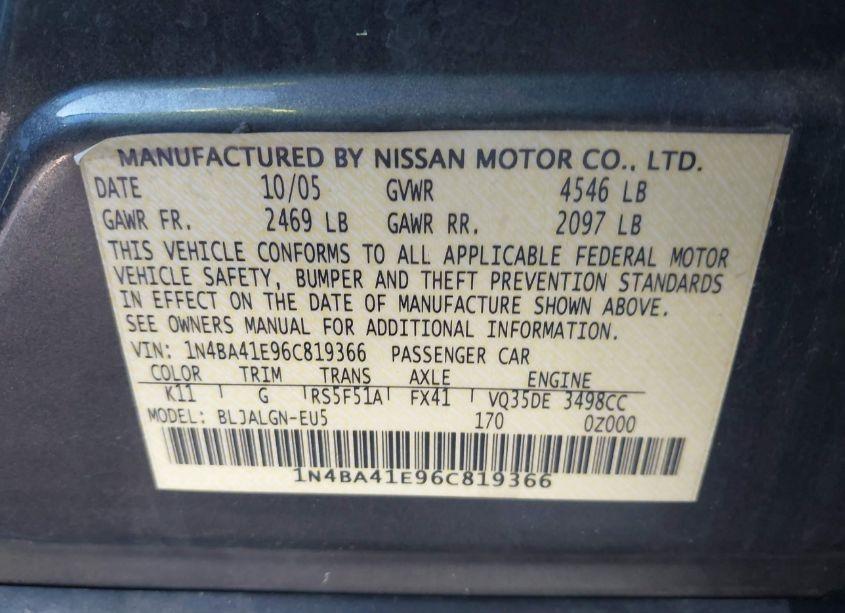 MANUFACTURED BY NISSAN MOTOR CO., LTD.
DATE 10/05 GVWR 4546 LB
GAWR FR. 2469 LB GAWR RR. 2097 LB
THIS VEHICLE CONFORMS TO ALL APPLICABLE FEDERAL MOTOR
VEHICLE SAFETY, BUMPER AND THEFT PREVENTION STANDARDS
IN EFFECT ON THE DATE OF MANUFACTURE SHOWN ABOVE.
SEE OWNERS MANUAL FOR ADDITIONAL INFORMATION.
VIN: 1N4BA41E96C819366 PASSENGER CAR
COLOR TRIM TRANS AXLE ENGINE
K11 G RS5F51A FX41 VQ35DE 3498CC
MODEL: BLJALGN-EU5 170 0Z000
1N4BA41E96C819366